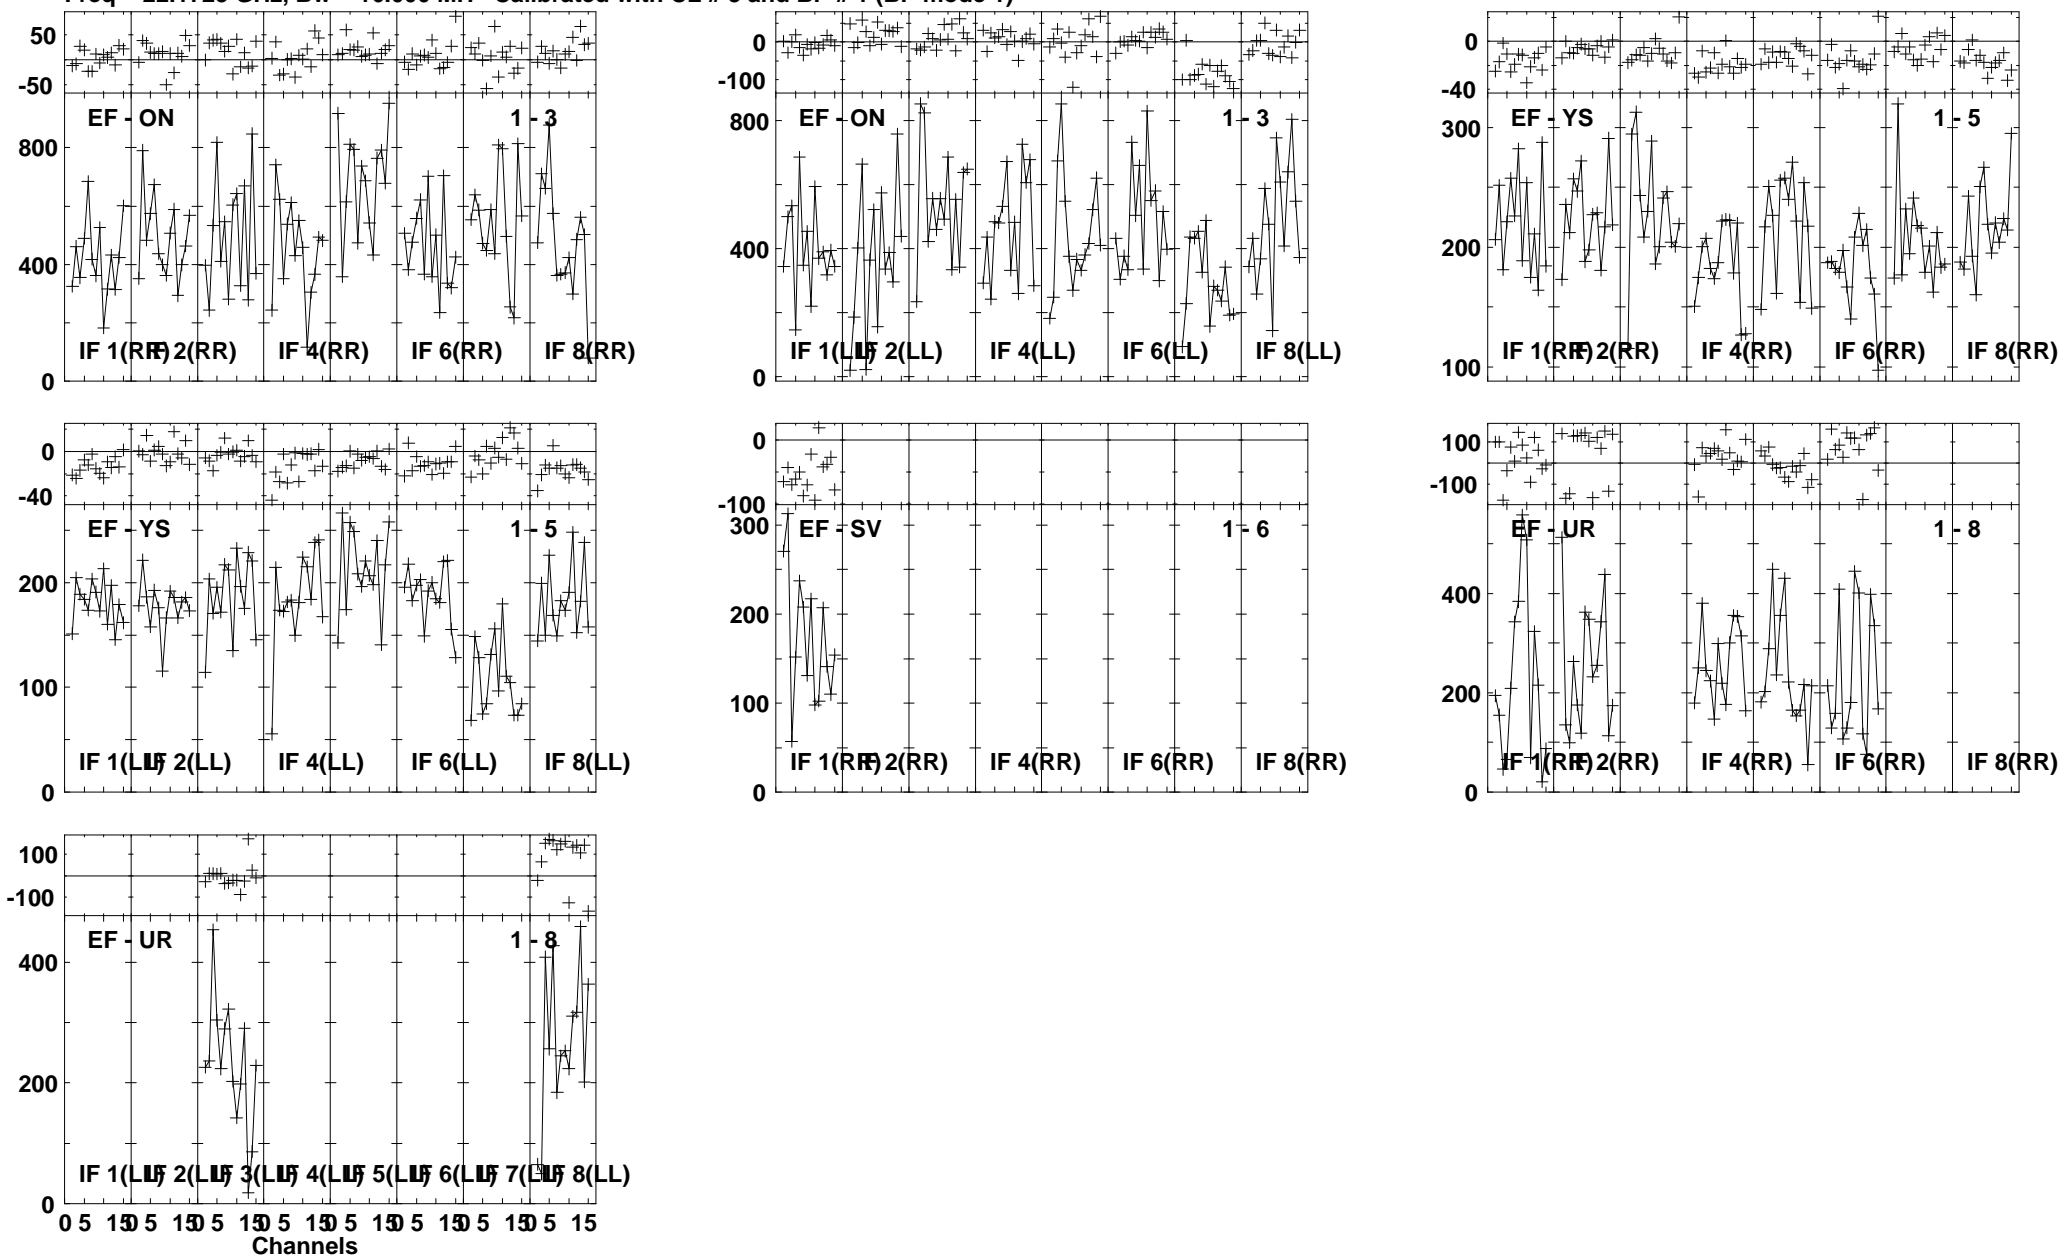 50
-50
EF - ON
1 - 3
800
400
0
IF 1(RR)
IF 2(RR)
IF 4(RR)
IF 6(RR)
IF 8(RR)
0
-100
EF - ON
1 - 3
800
400
0
IF 1(LL)
IF 2(LL)
IF 4(LL)
IF 6(LL)
IF 8(LL)
0
-40
EF - YS
1 - 5
300
200
100
IF 1(RR)
IF 2(RR)
IF 4(RR)
IF 6(RR)
IF 8(RR)
0
-40
EF - YS
1 - 5
200
100
0
IF 1(LL)
IF 2(LL)
IF 4(LL)
IF 6(LL)
IF 8(LL)
0
-100
EF - SV
1 - 6
300
200
100
0
IF 1(RR)
IF 2(RR)
IF 4(RR)
IF 6(RR)
IF 8(RR)
100
-100
EF - UR
1 - 8
400
200
0
IF 1(RR)
IF 2(RR)
IF 4(RR)
IF 6(RR)
IF 8(RR)
100
-100
EF - UR
1 - 8
400
200
0
IF 1(LL)
IF 2(LL)
IF 3(LL)
IF 4(LL)
IF 5(LL)
IF 6(LL)
IF 7(LL)
IF 8(LL)
0 5 15 0 5 15 0 5 15 0 5 15 0 5 15 0 5 15 0 5 15 0 5 15
Channels